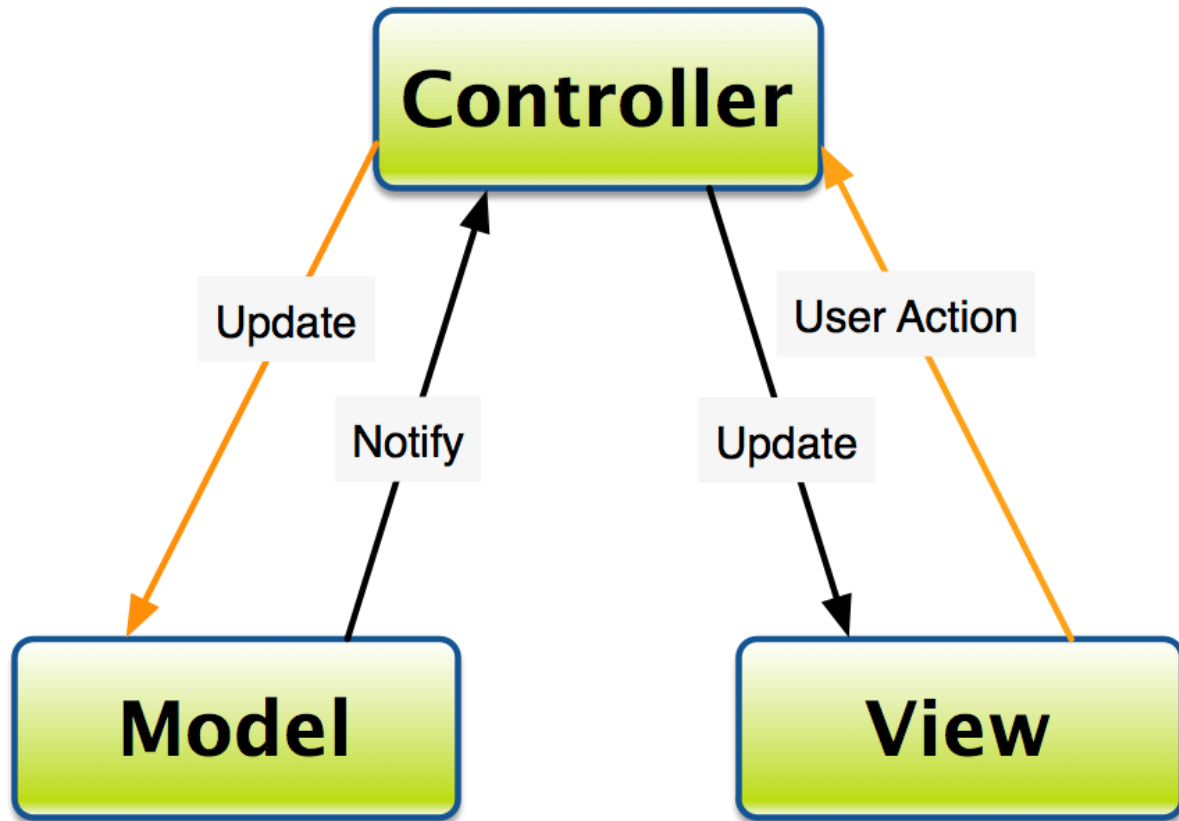 Controller
Update
User Action
Notify
Update
Model
View